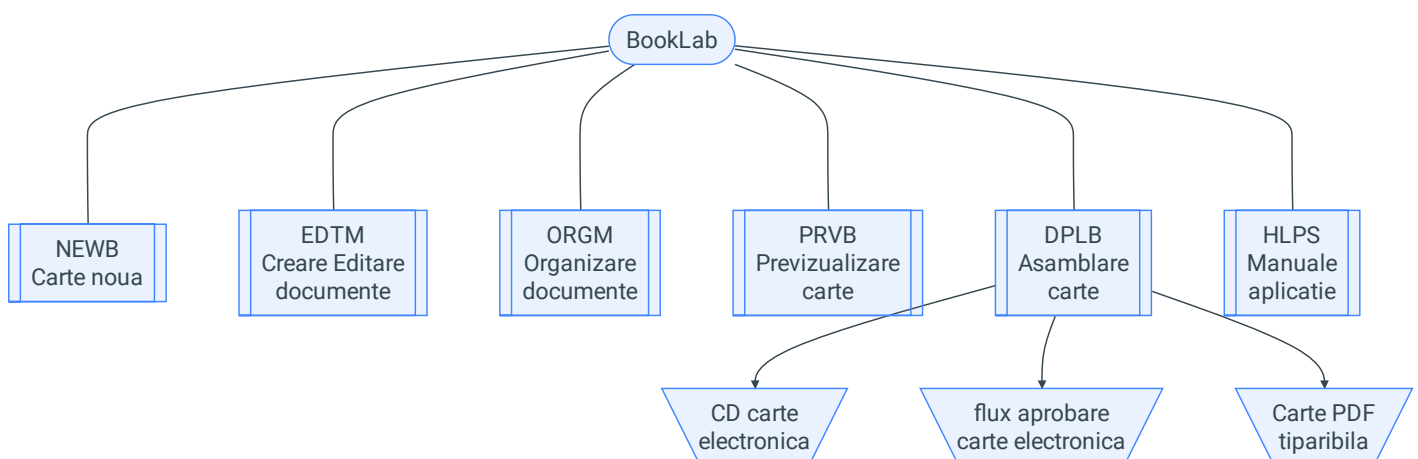 BookLab
NEWB
Carte noua
EDTM
Creare Editare
documente
ORGM
Organizare
documente
PRVB
Previzualizare
carte
DPLB
Asamblare
carte
HLPS
Manuale
aplicatie
CD carte
electronica
flux aprobare
carte electronica
Carte PDF
tiparibila